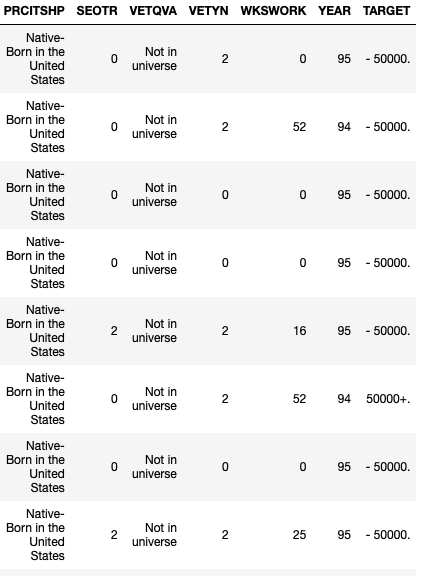 PRCITSHP SEOTR VETQVA VETYN WKSWORK YEAR TARGET
Native-
Born in the
United
States
0 Not in
universe
2 0 95 - 50000.
Native-
Born in the
United
States
0 Not in
universe
2 52 94 - 50000.
Native-
Born in the
United
States
0 Not in
universe
0 0 95 - 50000.
Native-
Born in the
United
States
0 Not in
universe
0 0 95 - 50000.
Native-
Born in the
United
States
2 Not in
universe
2 16 95 - 50000.
Native-
Born in the
United
States
0 Not in
universe
2 52 94 50000+.
Native-
Born in the
United
States
0 Not in
universe
0 0 95 - 50000.
Native-
Born in the
United
States
2 Not in
universe
2 25 95 - 50000.